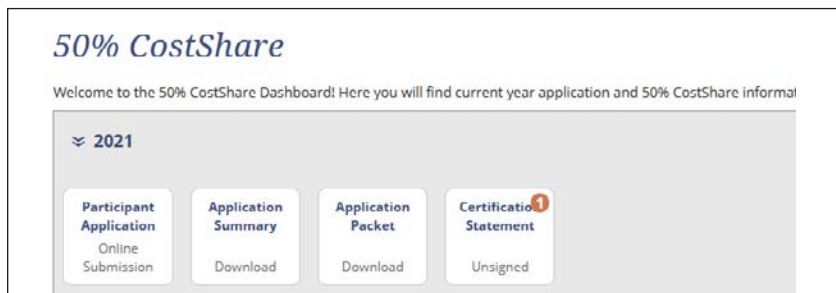 50% CostShare
Welcome to the 50% CostShare Dashboard! Here you will find current year application and 50% CostShare informat
2021
Participant
Application
Online
Submission
Application
Summary
Download
Application
Packet
Download
Certification
Statement
1
Unsigned